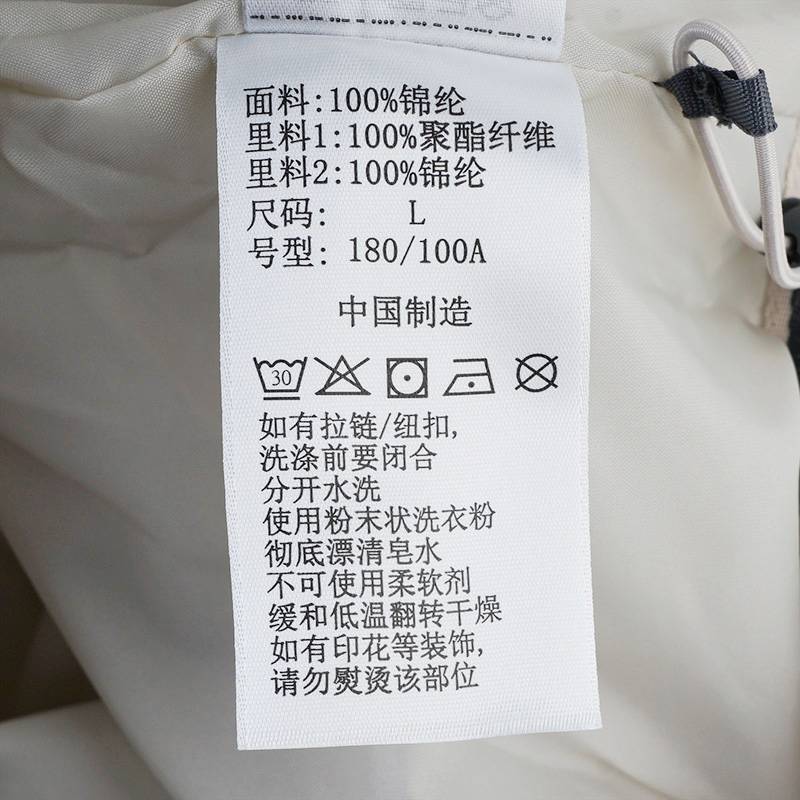 面料:100%锦纶
里料1:100%聚酯纤维
里料2:100%锦纶
尺码: L
号型: 180/100A
中国制造
30
如有拉链/纽扣,
洗涤前要闭合
分开水洗
使用粉末状洗衣粉
彻底漂清皂水
不可使用柔软剂
缓和低温翻转干燥
如有印花等装饰,
请勿熨烫该部位